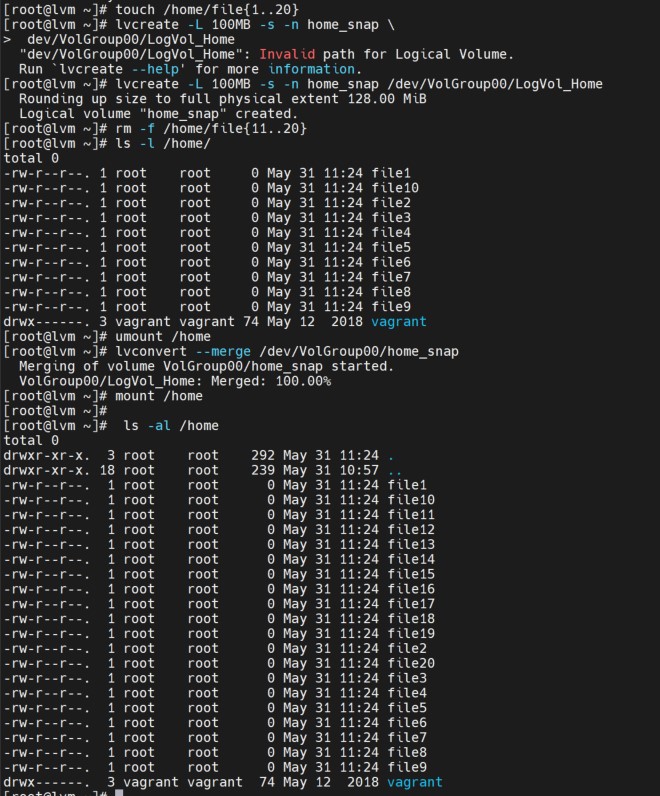 [root@lvm ~]# touch /home/file{1..20}
[root@lvm ~]# lvcreate -L 100MB -s -n home_snap \
>  dev/VolGroup00/LogVol_Home
  "dev/VolGroup00/LogVol_Home": Invalid path for Logical Volume.
  Run `lvcreate --help' for more information.
[root@lvm ~]# lvcreate -L 100MB -s -n home_snap /dev/VolGroup00/LogVol_Home
  Rounding up size to full physical extent 128.00 MiB
  Logical volume "home_snap" created.
[root@lvm ~]# rm -f /home/file{11..20}
[root@lvm ~]# ls -l /home/
total 0
-rw-r--r--. 1 root    root     0 May 31 11:24 file1
-rw-r--r--. 1 root    root     0 May 31 11:24 file10
-rw-r--r--. 1 root    root     0 May 31 11:24 file2
-rw-r--r--. 1 root    root     0 May 31 11:24 file3
-rw-r--r--. 1 root    root     0 May 31 11:24 file4
-rw-r--r--. 1 root    root     0 May 31 11:24 file5
-rw-r--r--. 1 root    root     0 May 31 11:24 file6
-rw-r--r--. 1 root    root     0 May 31 11:24 file7
-rw-r--r--. 1 root    root     0 May 31 11:24 file8
-rw-r--r--. 1 root    root     0 May 31 11:24 file9
drwx------. 3 vagrant vagrant 74 May 12  2018 vagrant
[root@lvm ~]# umount /home
[root@lvm ~]# lvconvert --merge /dev/VolGroup00/home_snap
  Merging of volume VolGroup00/home_snap started.
  VolGroup00/LogVol_Home: Merged: 100.00%
[root@lvm ~]# mount /home
[root@lvm ~]#
[root@lvm ~]#  ls -al /home
total 0
drwxr-xr-x.  3 root    root    292 May 31 11:24 .
drwxr-xr-x. 18 root    root    239 May 31 10:57 ..
-rw-r--r--.  1 root    root      0 May 31 11:24 file1
-rw-r--r--.  1 root    root      0 May 31 11:24 file10
-rw-r--r--.  1 root    root      0 May 31 11:24 file11
-rw-r--r--.  1 root    root      0 May 31 11:24 file12
-rw-r--r--.  1 root    root      0 May 31 11:24 file13
-rw-r--r--.  1 root    root      0 May 31 11:24 file14
-rw-r--r--.  1 root    root      0 May 31 11:24 file15
-rw-r--r--.  1 root    root      0 May 31 11:24 file16
-rw-r--r--.  1 root    root      0 May 31 11:24 file17
-rw-r--r--.  1 root    root      0 May 31 11:24 file18
-rw-r--r--.  1 root    root      0 May 31 11:24 file19
-rw-r--r--.  1 root    root      0 May 31 11:24 file2
-rw-r--r--.  1 root    root      0 May 31 11:24 file20
-rw-r--r--.  1 root    root      0 May 31 11:24 file3
-rw-r--r--.  1 root    root      0 May 31 11:24 file4
-rw-r--r--.  1 root    root      0 May 31 11:24 file5
-rw-r--r--.  1 root    root      0 May 31 11:24 file6
-rw-r--r--.  1 root    root      0 May 31 11:24 file7
-rw-r--r--.  1 root    root      0 May 31 11:24 file8
-rw-r--r--.  1 root    root      0 May 31 11:24 file9
drwx------.  3 vagrant vagrant  74 May 12  2018 vagrant
[root@lvm ~]#